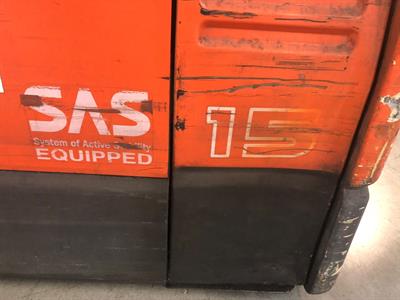 SAS
System of Active Stability
EQUIPPED
15